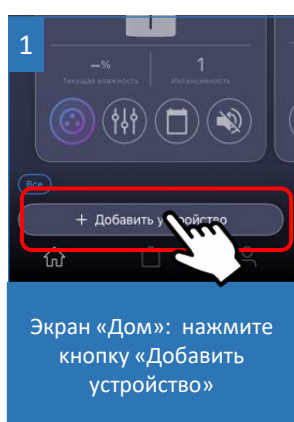 1
—%
1
Текущая влажность
Интенсивность
Все
+ Добавить устройство
Экран «Дом»: нажмите
кнопку «Добавить
устройство»